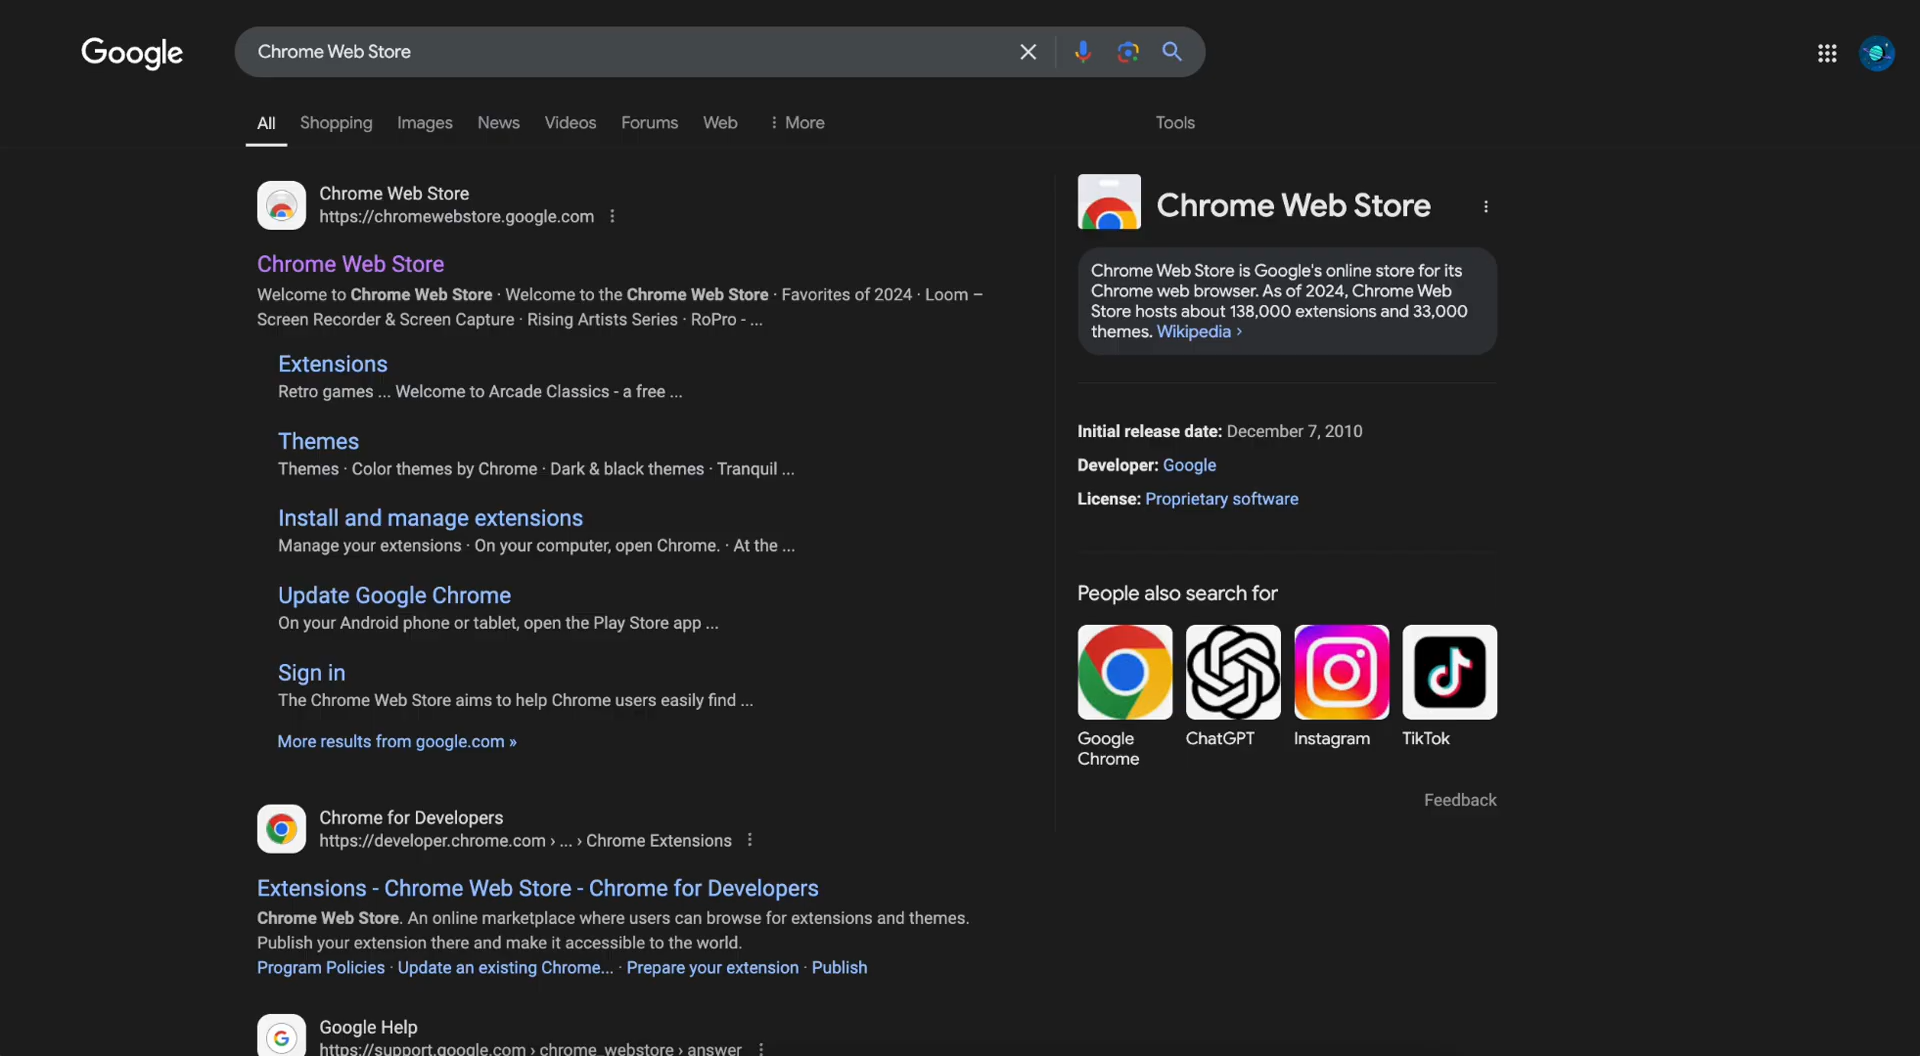 Google
Chrome Web Store
All Shopping Images News Videos Forums Web More Tools
Chrome Web Store
https://chromewebstore.google.com
Chrome Web Store
Welcome to Chrome Web Store · Welcome to the Chrome Web Store · Favorites of 2024 · Loom –
Screen Recorder & Screen Capture · Rising Artists Series · RoPro - ...
Extensions
Retro games ... Welcome to Arcade Classics - a free ...
Themes
Themes · Color themes by Chrome · Dark & black themes · Tranquil ...
Install and manage extensions
Manage your extensions · On your computer, open Chrome. · At the ...
Update Google Chrome
On your Android phone or tablet, open the Play Store app ...
Sign in
The Chrome Web Store aims to help Chrome users easily find ...
More results from google.com »
Chrome for Developers
https://developer.chrome.com › ... › Chrome Extensions
Extensions - Chrome Web Store - Chrome for Developers
Chrome Web Store. An online marketplace where users can browse for extensions and themes.
Publish your extension there and make it accessible to the world.
Program Policies · Update an existing Chrome... · Prepare your extension · Publish
Google Help
https://support.google.com › chrome_webstore › answer
Chrome Web Store
Chrome Web Store is Google's online store for its
Chrome web browser. As of 2024, Chrome Web
Store hosts about 138,000 extensions and 33,000
themes. Wikipedia ›
Initial release date: December 7, 2010
Developer: Google
License: Proprietary software
People also search for
Google
Chrome
ChatGPT
Instagram
TikTok
Feedback